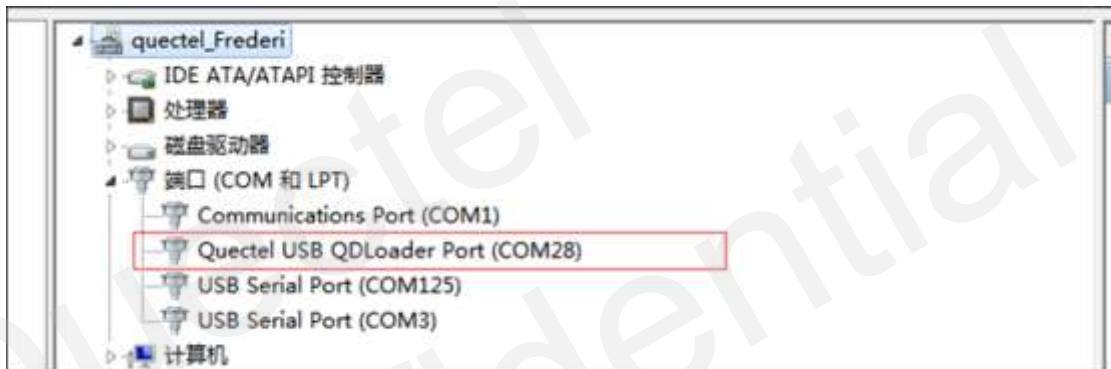 quectel_Frederi
IDE ATA/ATAPI 控制器
处理器
磁盘驱动器
端口 (COM 和 LPT)
Communications Port (COM1)
Quectel USB QDLoader Port (COM28)
USB Serial Port (COM125)
USB Serial Port (COM3)
计算机
Quectel
Confidential